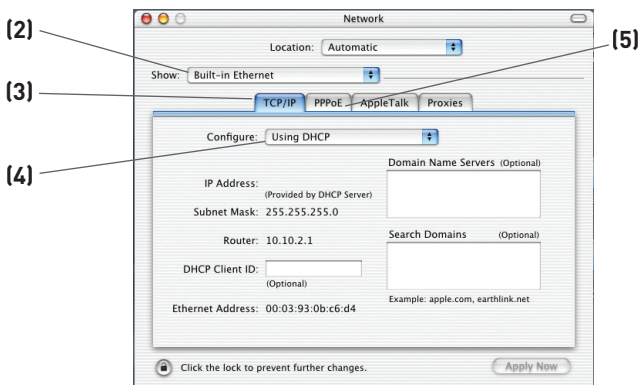 Network
(2)
Location: Automatic
(5)
Show: Built-in Ethernet
(3)
TCP/IP PPPoE AppleTalk Proxies
Configure: Using DHCP
(4)
Domain Name Servers (Optional)
IP Address:
(Provided by DHCP Server)
Subnet Mask: 255.255.255.0
Router: 10.10.2.1
Search Domains (Optional)
DHCP Client ID:
(Optional)
Ethernet Address: 00:03:93:0b:c6:d4
Example: apple.com, earthlink.net
Click the lock to prevent further changes.
Apply Now